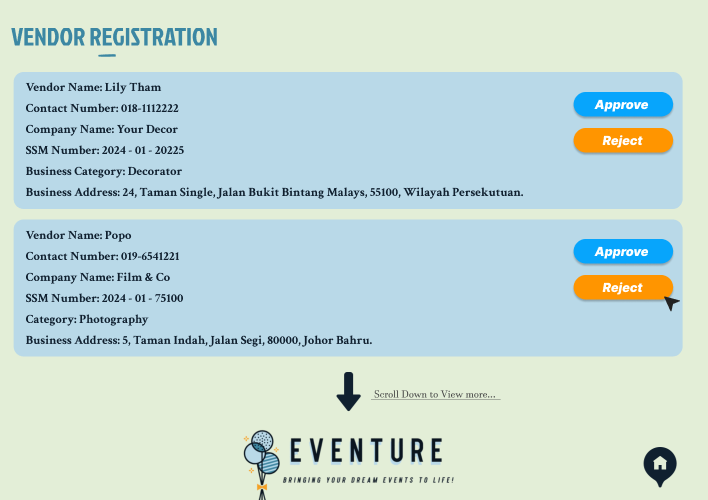 VENDOR REGISTRATION
Vendor Name: Lily Tham
Contact Number: 018-1112222
Company Name: Your Decor
SSM Number: 2024 - 01 - 20225
Business Category: Decorator
Business Address: 24, Taman Single, Jalan Bukit Bintang Malays, 55100, Wilayah Persekutuan.
Approve
Reject
Vendor Name: Popo
Contact Number: 019-6541221
Company Name: Film & Co
SSM Number: 2024 - 01 - 75100
Category: Photography
Business Address: 5, Taman Indah, Jalan Segi, 80000, Johor Bahru.
Approve
Reject
Scroll Down to View more...
EVENTURE
BRINGING YOUR DREAM EVENTS TO LIFE!